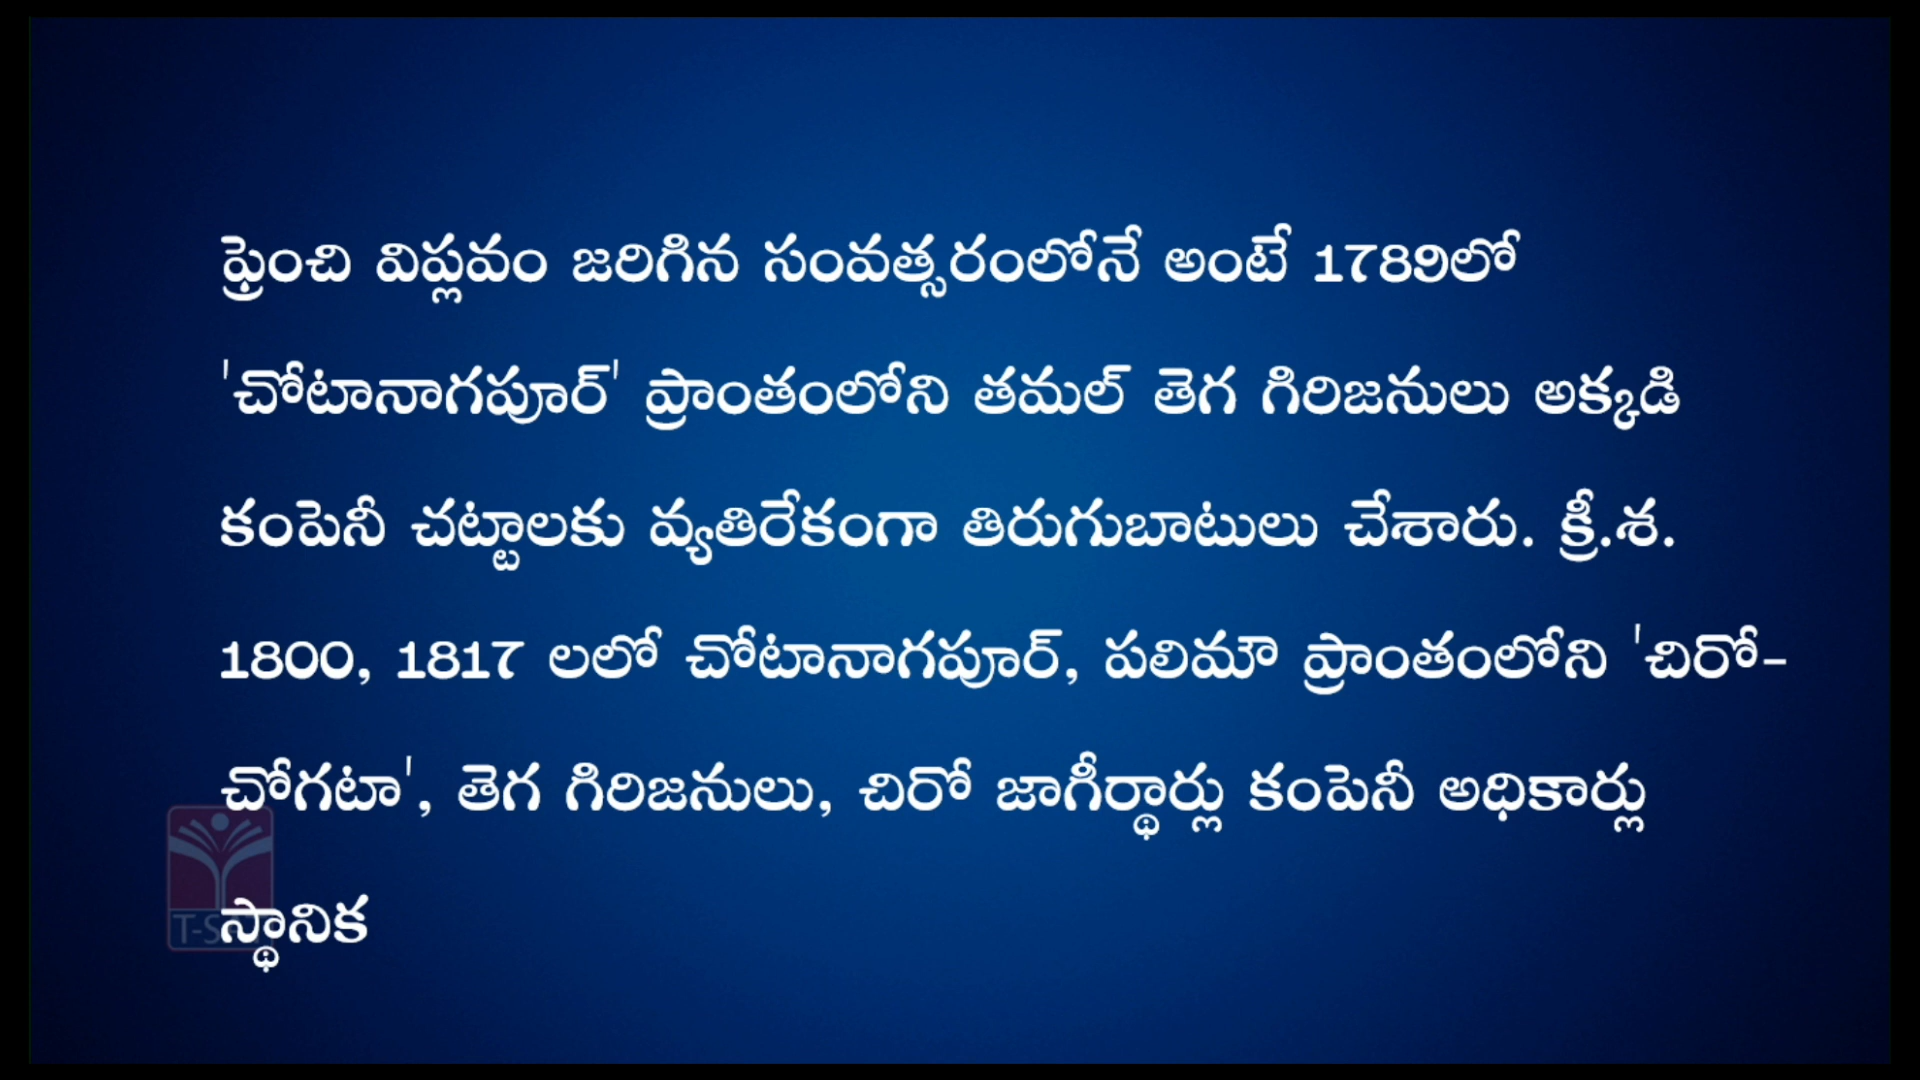 ఫ్రెంచి విప్లవం జరిగిన సంవత్సరంలోనే అంటే 1789లో
'చోటానాగపూర్' ప్రాంతంలోని తమల్ తెగ గిరిజనులు అక్కడి
కంపెనీ చట్టాలకు వ్యతిరేకంగా తిరుగుబాటులు చేశారు. క్రీ.శ.
1800, 1817 లలో చోటానాగపూర్, పలిమౌ ప్రాంతంలోని 'చిరో-
చోగటా', తెగ గిరిజనులు, చిరో జాగీర్థార్లు కంపెనీ అధికార్లు
స్థానిక